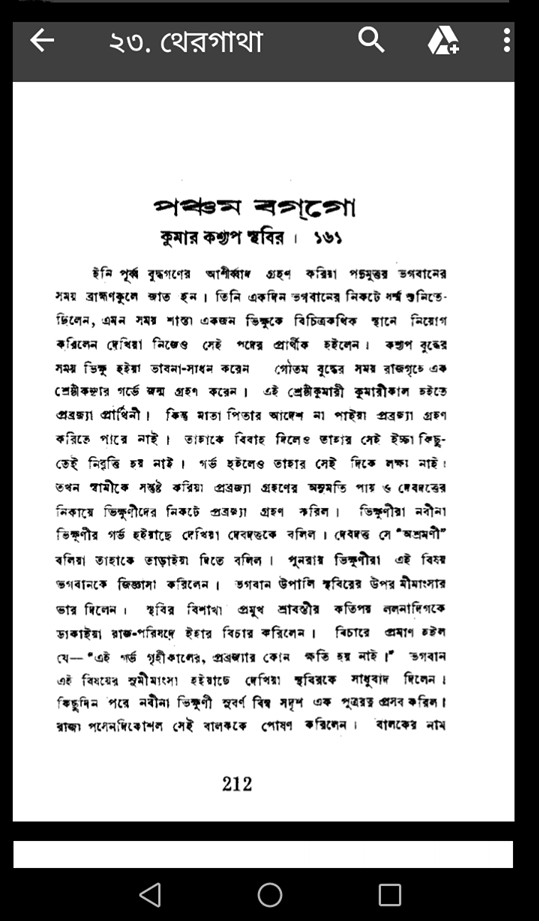 ২৩. থেরগাথা
পঞ্চম বগ্‌গো
কুমার কশ্যপ স্থবির । ১৬১
ইনি পূর্ব্ব বুদ্ধগণের আশীর্ব্বাদ গ্রহণ করিয়া পদ্মুত্তর ভগবানের
সময় ব্রাহ্মণকুলে জাত হন । তিনি একদিন ভগবানের নিকটে ধর্ম্ম শুনিতে-
ছিলেন, এমন সময় শাস্তা একজন ভিক্ষুকে বিচিত্রকথিক স্থানে নিয়োগ
করিলেন দেখিয়া নিজেও সেই পদের প্রার্থীক হইলেন । কশ্যপ বুদ্ধের
সময় ভিক্ষু হইয়া ভাবনা-সাধন করেন গৌতম বুদ্ধের সময় রাজগৃহে এক
শ্রেষ্ঠীকন্যার গর্ভে জন্ম গ্রহণ করেন । এই শ্রেষ্ঠীকুমারী কুমারীকাল হইতে
প্রব্রজ্যা প্রার্থিনী । কিন্তু মাতা পিতার আদেশ না পাইয়া প্রব্রজ্যা গ্রহণ
করিতে পারে নাই । তাহাকে বিবাহ দিলেও তাহার সেই ইচ্ছা কিছু-
তেই নিবৃত্তি হয় নাই । গর্ভ হইলেও তাহার সেই দিকে লক্ষ্য নাই ।
তখন স্বামীকে সন্তুষ্ট করিয়া প্রব্রজ্যা গ্রহণের অনুমতি পায় ও দেবদত্তের
নিকায়ে ভিক্ষুণীদের নিকটে প্রব্রজ্যা গ্রহণ করিল । ভিক্ষুণীরা নবীনা
ভিক্ষুণীর গর্ভ হইয়াছে দেখিয়া দেবদত্তকে বলিল । দেবদত্ত সে “অশ্রমণী”
বলিয়া তাহাকে তাড়াইয়া দিতে বলিল । পুনরায় ভিক্ষুণীরা এই বিষয়
ভগবানকে জিজ্ঞাসা করিলেন । ভগবান উপালি স্থবিরের উপর মীমাংসার
ভার দিলেন । স্থবির বিশাখা প্রমুখ শ্রাবস্তীর কতিপয় ললনাদিগকে
ডাকাইয়া রাজ-পরিষদে ইহার বিচার করিলেন । বিচারে প্রমাণ হইল
যে— “এই গর্ভ গৃহীকালের, প্রব্রজ্যার কোন ক্ষতি হয় নাই ।” ভগবান
এই বিষয়ের সুমীমাংসা হইয়াছে দেখিয়া স্থবিরকে সাধুবাদ দিলেন ।
কিছুদিন পরে নবীনা ভিক্ষুণী সুবর্ণ বিম্ব সদৃশ এক পুত্ররত্ন প্রসব করিল ।
রাজা পসেনদিকোশল সেই বালককে পোষণ করিলেন । বালকের নাম
212